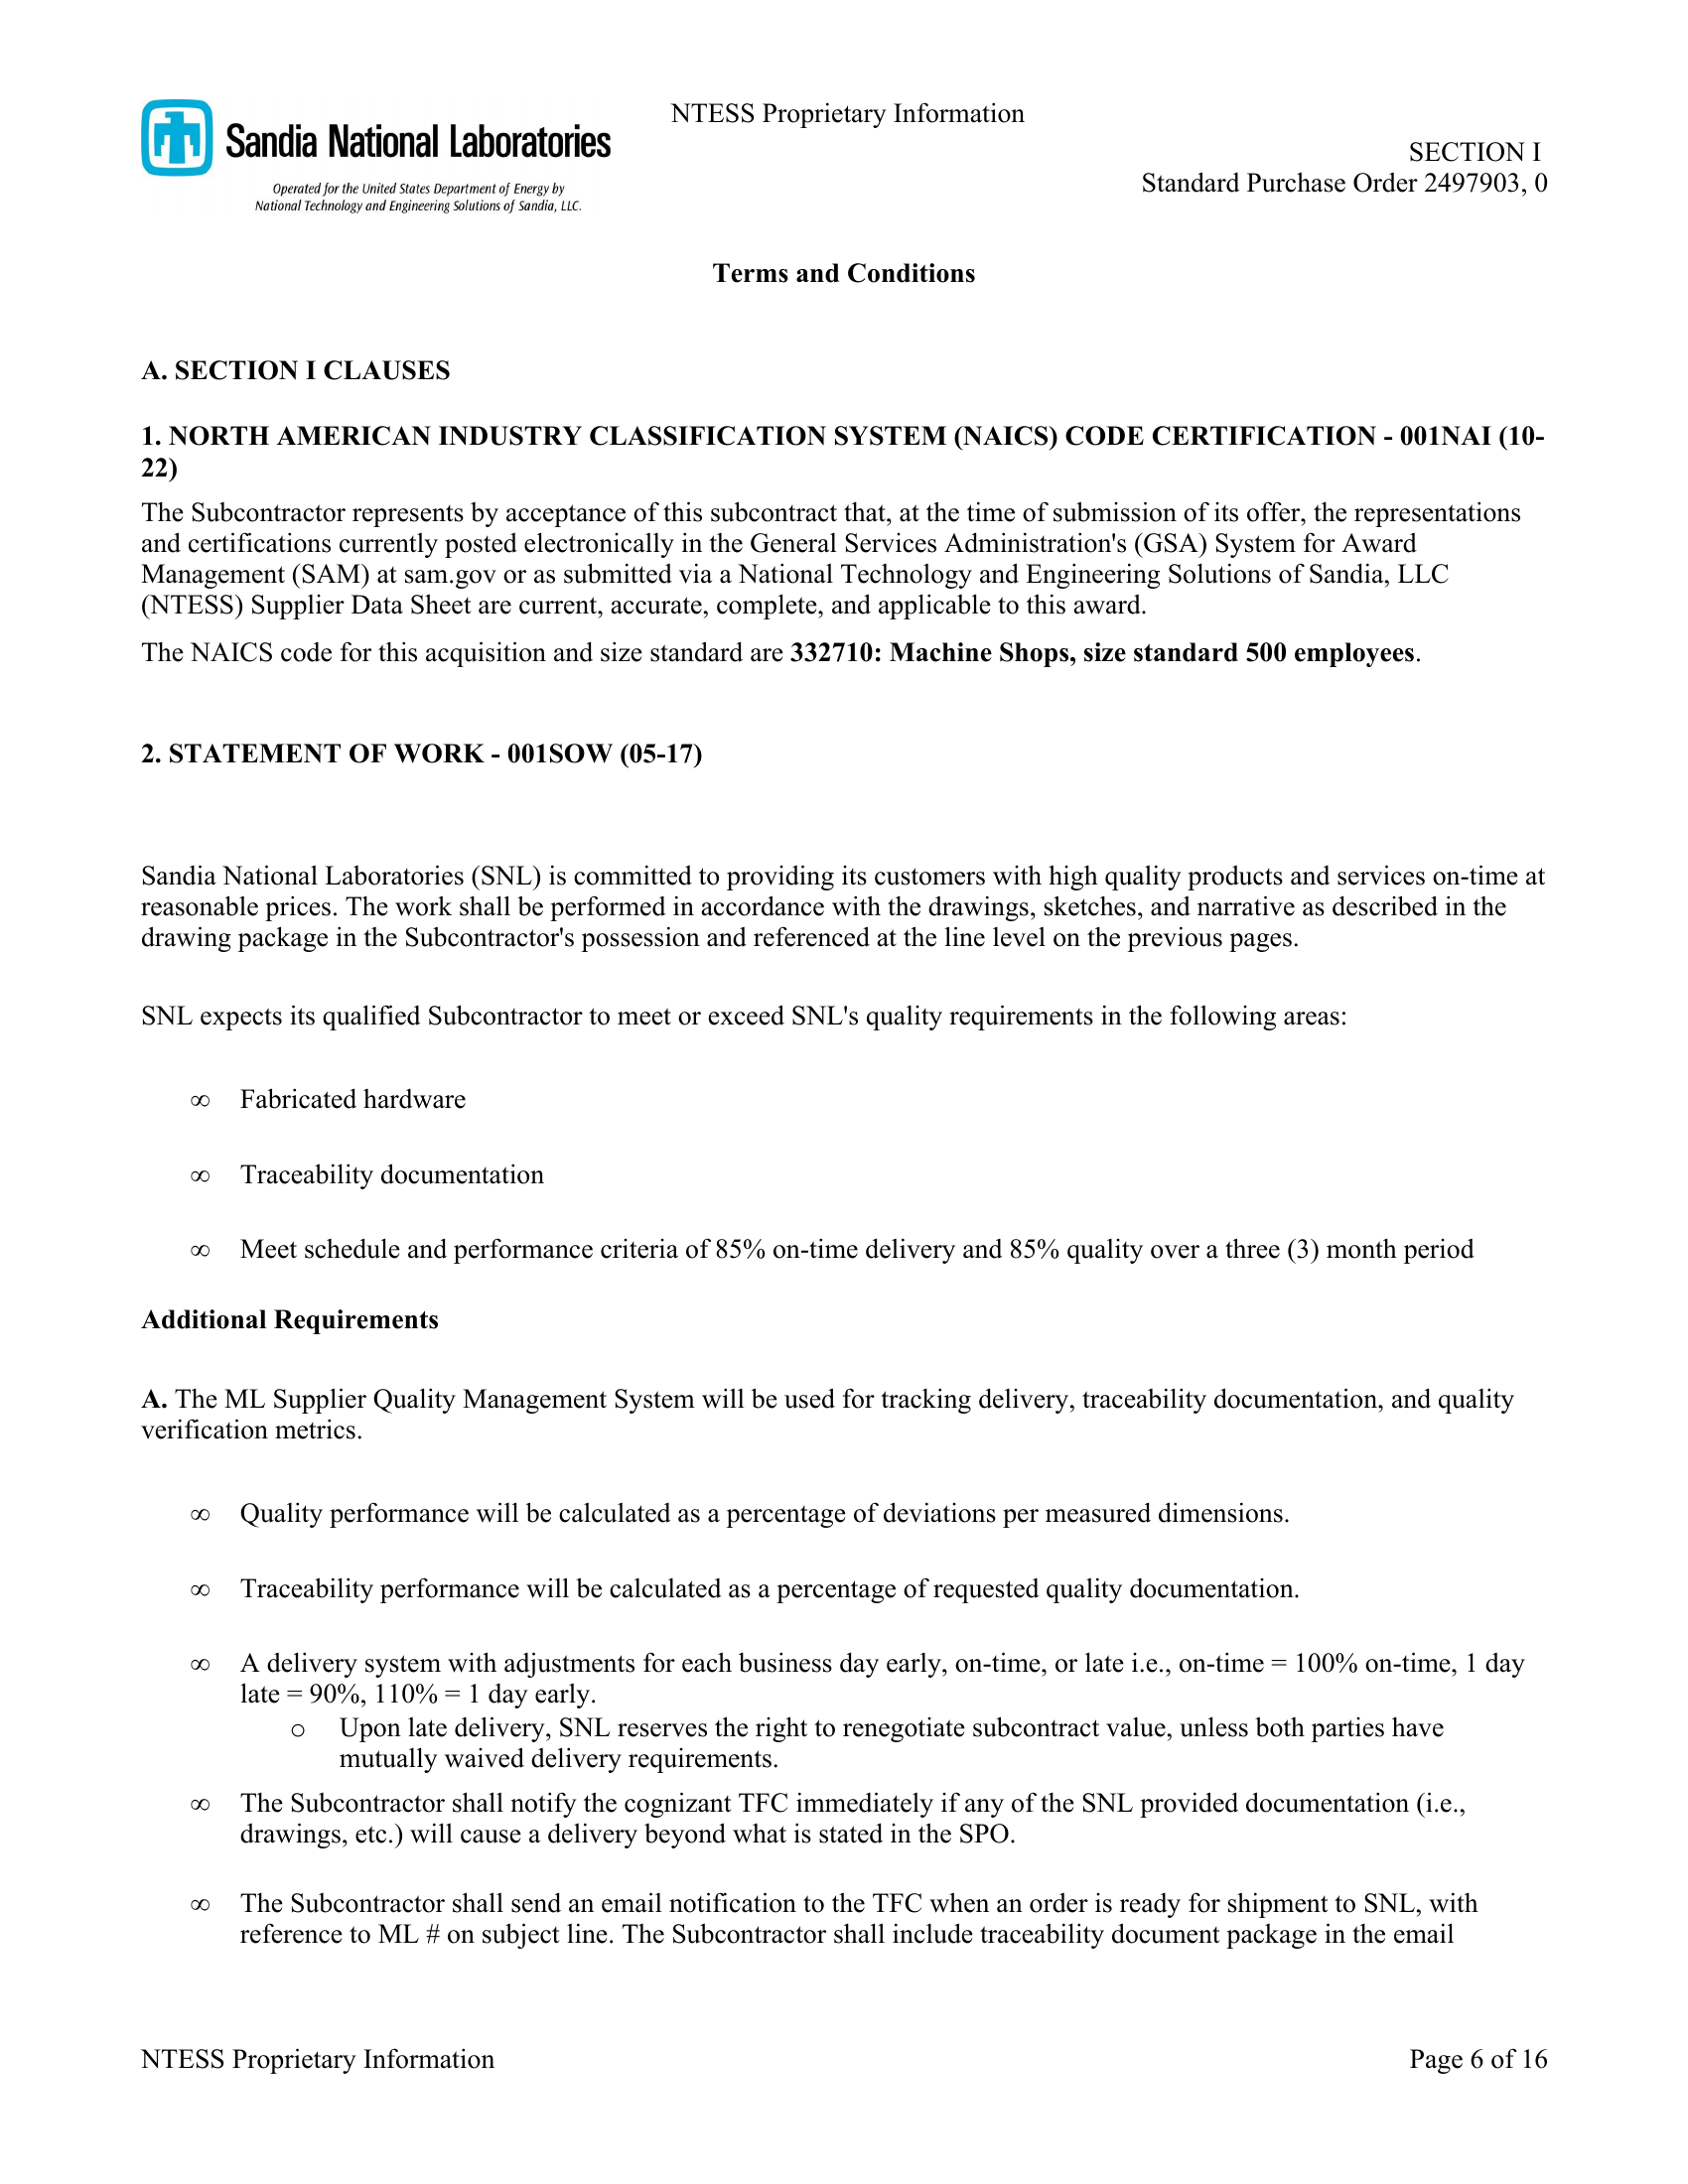 NTESS Proprietary Information
Sandia National Laboratories
Operated for the United States Department of Energy by
National Technology and Engineering Solutions of Sandia, LLC.
SECTION I
Standard Purchase Order 2497903, 0
Terms and Conditions
A. SECTION I CLAUSES
1. NORTH AMERICAN INDUSTRY CLASSIFICATION SYSTEM (NAICS) CODE CERTIFICATION - 001NAI (10-
22)
The Subcontractor represents by acceptance of this subcontract that, at the time of submission of its offer, the representations
and certifications currently posted electronically in the General Services Administration's (GSA) System for Award
Management (SAM) at sam.gov or as submitted via a National Technology and Engineering Solutions of Sandia, LLC
(NTESS) Supplier Data Sheet are current, accurate, complete, and applicable to this award.
The NAICS code for this acquisition and size standard are 332710: Machine Shops, size standard 500 employees.
2. STATEMENT OF WORK - 001SOW (05-17)
Sandia National Laboratories (SNL) is committed to providing its customers with high quality products and services on-time at
reasonable prices. The work shall be performed in accordance with the drawings, sketches, and narrative as described in the
drawing package in the Subcontractor's possession and referenced at the line level on the previous pages.
SNL expects its qualified Subcontractor to meet or exceed SNL's quality requirements in the following areas:
∞ Fabricated hardware
∞ Traceability documentation
∞ Meet schedule and performance criteria of 85% on-time delivery and 85% quality over a three (3) month period
Additional Requirements
A. The ML Supplier Quality Management System will be used for tracking delivery, traceability documentation, and quality
verification metrics.
∞ Quality performance will be calculated as a percentage of deviations per measured dimensions.
∞ Traceability performance will be calculated as a percentage of requested quality documentation.
∞ A delivery system with adjustments for each business day early, on-time, or late i.e., on-time = 100% on-time, 1 day
late = 90%, 110% = 1 day early.
o Upon late delivery, SNL reserves the right to renegotiate subcontract value, unless both parties have
mutually waived delivery requirements.
∞ The Subcontractor shall notify the cognizant TFC immediately if any of the SNL provided documentation (i.e.,
drawings, etc.) will cause a delivery beyond what is stated in the SPO.
∞ The Subcontractor shall send an email notification to the TFC when an order is ready for shipment to SNL, with
reference to ML # on subject line. The Subcontractor shall include traceability document package in the email
NTESS Proprietary Information
Page 6 of 16